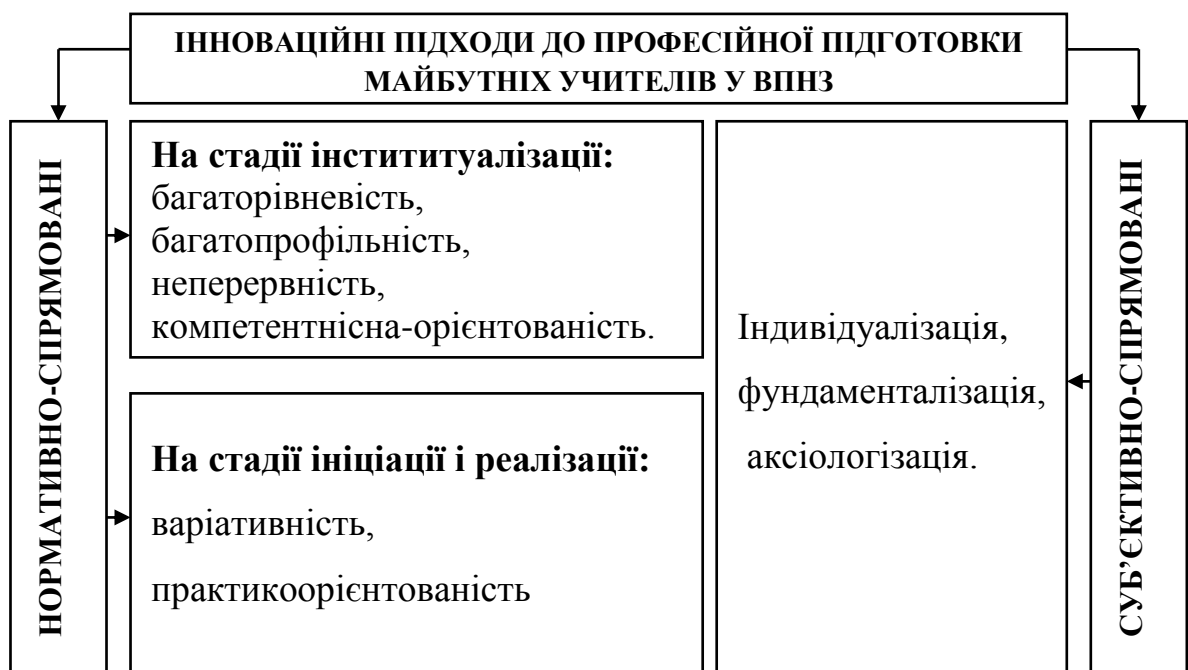 ІННОВАЦІЙНІ ПІДХОДИ ДО ПРОФЕСІЙНОЇ ПІДГОТОВКИ
МАЙБУТНІХ УЧИТЕЛІВ У ВПНЗ
НОРМАТИВНО-СПРЯМОВАНІ
На стадії інстититуалізації:
багаторівневість,
багатопрофільність,
неперервність,
компетентнісна-орієнтованість.
На стадії ініціації і реалізації:
варіативність,
практикоорієнтованість
Індивідуалізація,
фундаменталізація,
аксіологізація.
СУБ’ЄКТИВНО-СПРЯМОВАНІ